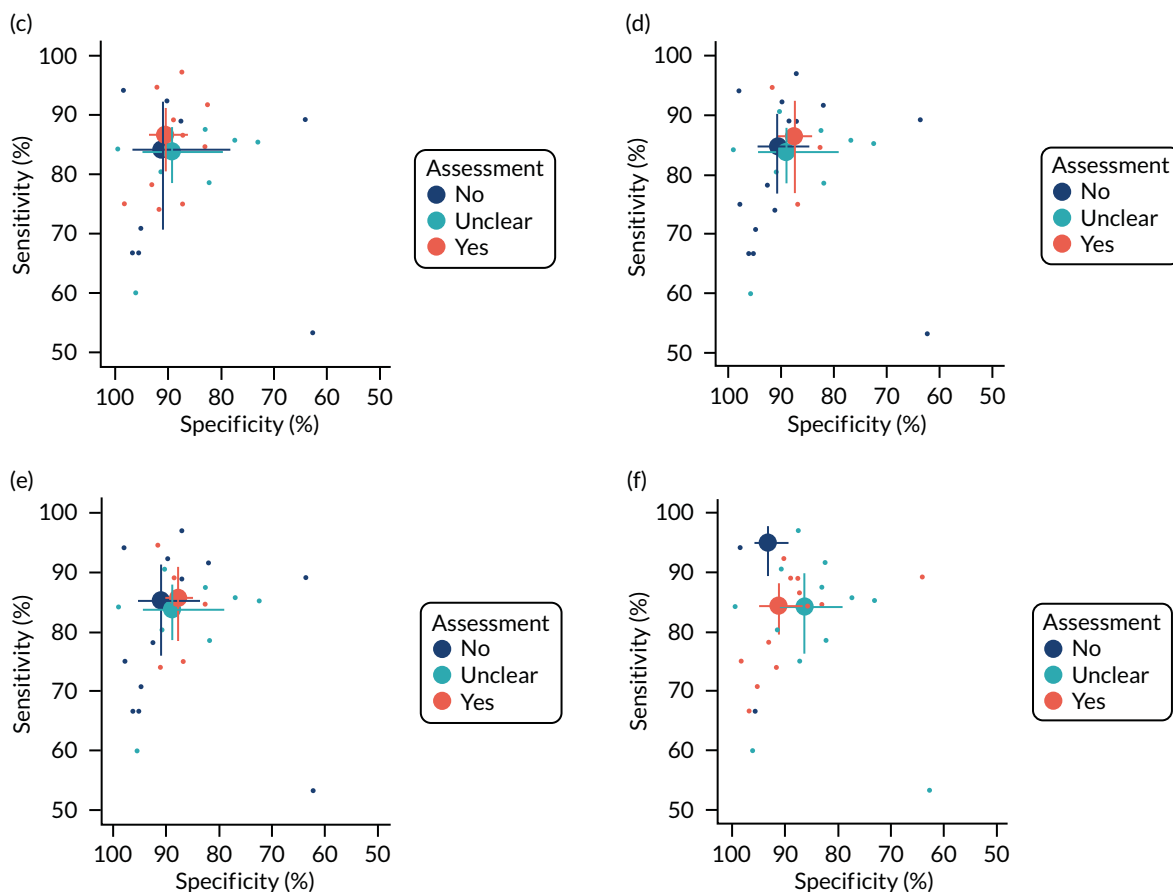 (c)
100
90
80
70
60
50
Sensitivity (%)
100 90 80 70 60 50
Specificity (%)
Assessment
No
Unclear
Yes
(d)
100
90
80
70
60
50
Sensitivity (%)
100 90 80 70 60 50
Specificity (%)
Assessment
No
Unclear
Yes
(e)
100
90
80
70
60
50
Sensitivity (%)
100 90 80 70 60 50
Specificity (%)
Assessment
No
Unclear
Yes
(f)
100
90
80
70
60
50
Sensitivity (%)
100 90 80 70 60 50
Specificity (%)
Assessment
No
Unclear
Yes